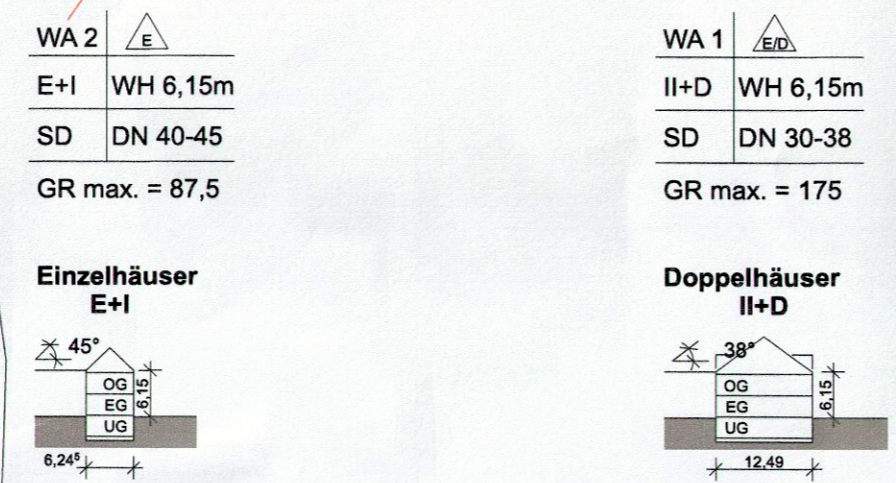 WA 2 E
E+I WH 6,15m
SD DN 40-45
GR max. = 87,5
Einzelhäuser
E+I
45°
OG
EG
UG
6,15
6,24⁵
WA 1 E/D
II+D WH 6,15m
SD DN 30-38
GR max. = 175
Doppelhäuser
II+D
38°
OG
EG
UG
6,15
12,49